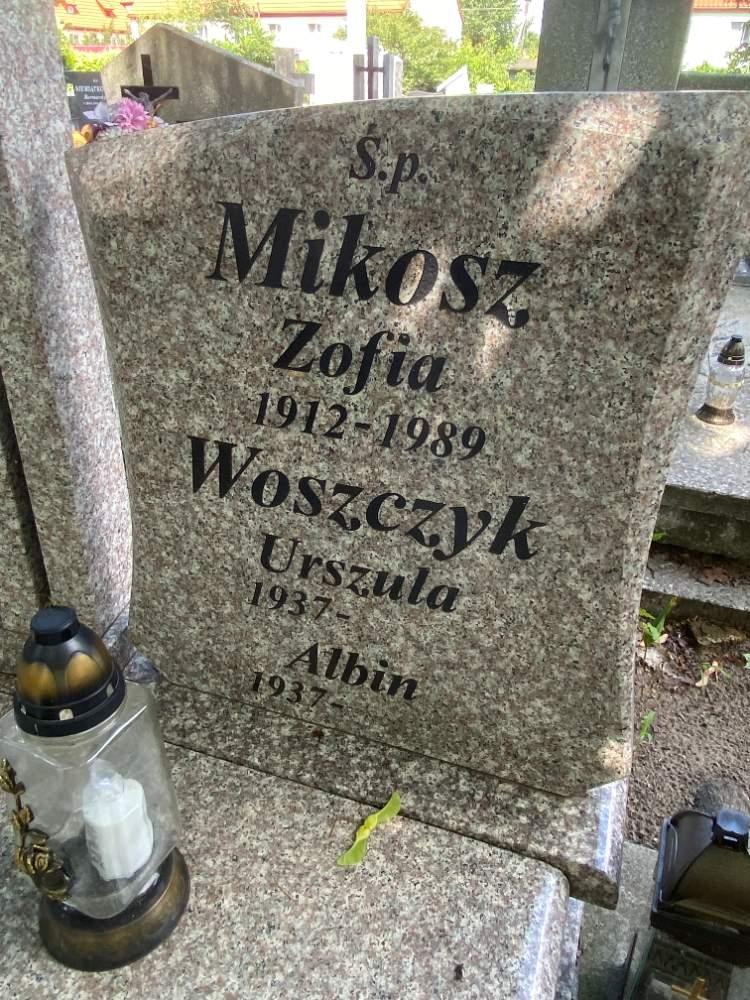 Ś.p.
Mikosz
Zofia
1912-1989
Woszczyk
Urszula
1937-
Albin
1937-